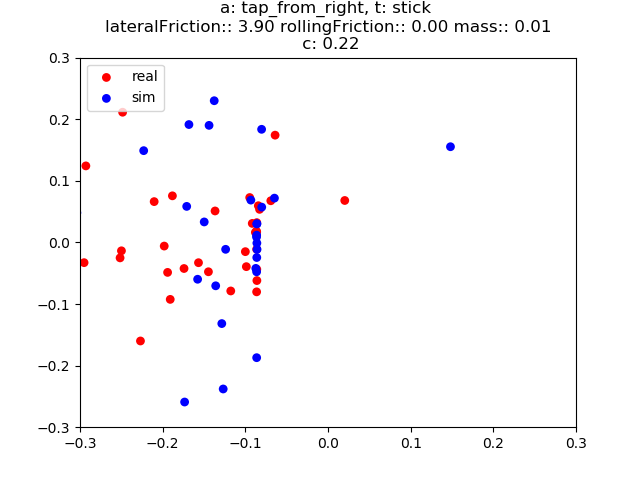 a: tap_from_right, t: stick
lateralFriction:: 3.90 rollingFriction:: 0.00 mass:: 0.01
c: 0.22
real
sim
0.3
0.2
0.1
0.0
−0.1
−0.2
−0.3
−0.3 −0.2 −0.1 0.0 0.1 0.2 0.3